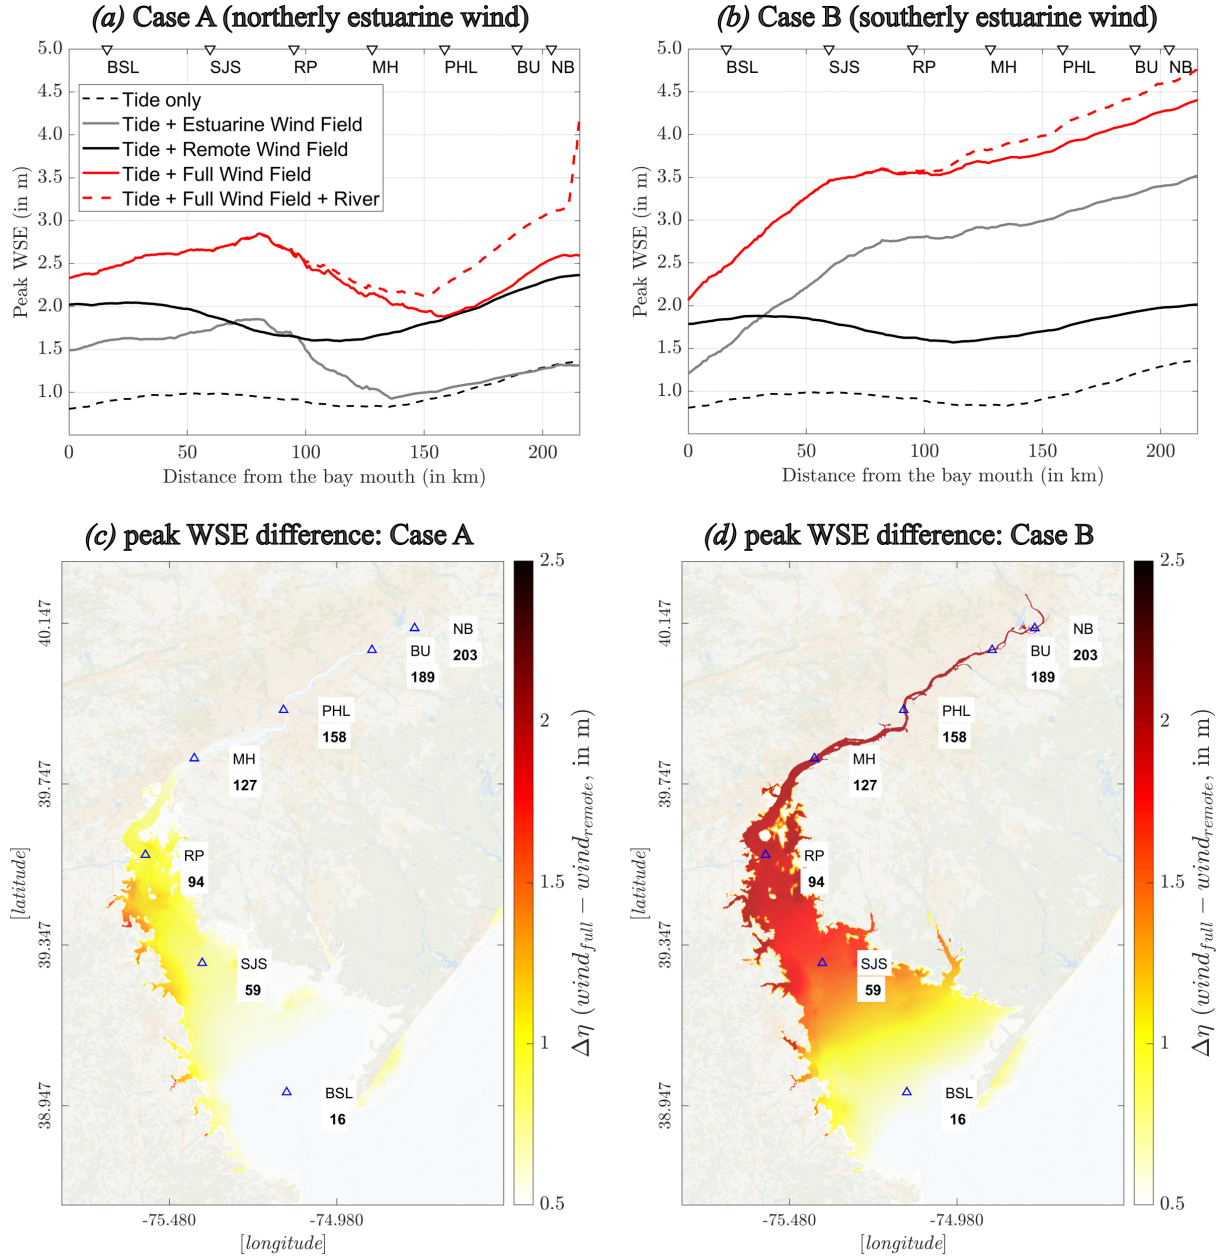 (a) Case A (northerly estuarine wind)
5.0
4.5
4.0
3.5
3.0
2.5
2.0
1.5
1.0
Peak WSE (in m)
BSL SJS RP MH PHL BU NB
Tide only
Tide + Estuarine Wind Field
Tide + Remote Wind Field
Tide + Full Wind Field
Tide + Full Wind Field + River
0 50 100 150 200
Distance from the bay mouth (in km)
(b) Case B (southerly estuarine wind)
5.0
4.5
4.0
3.5
3.0
2.5
2.0
1.5
1.0
Peak WSE (in m)
BSL SJS RP MH PHL BU NB
0 50 100 150 200
Distance from the bay mouth (in km)
(c) peak WSE difference: Case A
40.147
39.747
39.347
38.947
[latitude]
NB
203
BU
189
PHL
158
MH
127
RP
94
SJS
59
BSL
16
-75.480 -74.980
[longitude]
2.5
2
1.5
1
0.5
Δη (wind_full − wind_remote, in m)
(d) peak WSE difference: Case B
40.147
39.747
39.347
38.947
[latitude]
NB
203
BU
189
PHL
158
MH
127
RP
94
SJS
59
BSL
16
-75.480 -74.980
[longitude]
2.5
2
1.5
1
0.5
Δη (wind_full − wind_remote, in m)